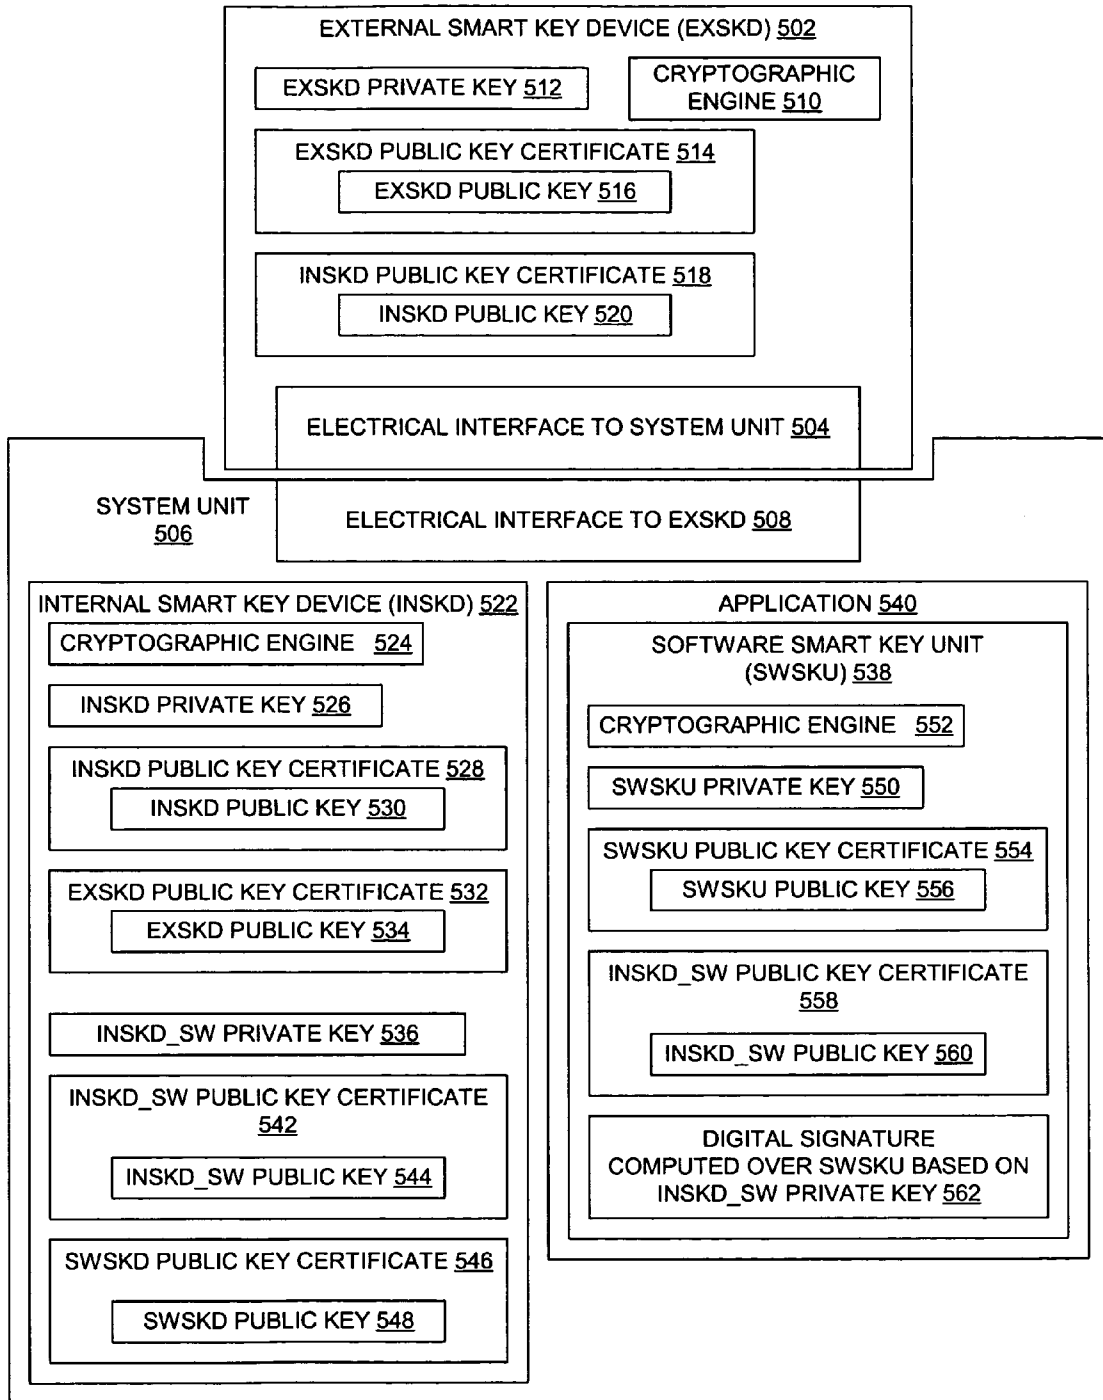 EXTERNAL SMART KEY DEVICE (EXSKD) 502
EXSKD PRIVATE KEY 512
CRYPTOGRAPHIC
ENGINE 510
EXSKD PUBLIC KEY CERTIFICATE 514
EXSKD PUBLIC KEY 516
INSKD PUBLIC KEY CERTIFICATE 518
INSKD PUBLIC KEY 520
ELECTRICAL INTERFACE TO SYSTEM UNIT 504
SYSTEM UNIT
506
ELECTRICAL INTERFACE TO EXSKD 508
INTERNAL SMART KEY DEVICE (INSKD) 522
CRYPTOGRAPHIC ENGINE 524
INSKD PRIVATE KEY 526
INSKD PUBLIC KEY CERTIFICATE 528
INSKD PUBLIC KEY 530
EXSKD PUBLIC KEY CERTIFICATE 532
EXSKD PUBLIC KEY 534
INSKD_SW PRIVATE KEY 536
INSKD_SW PUBLIC KEY CERTIFICATE
542
INSKD_SW PUBLIC KEY 544
SWSKD PUBLIC KEY CERTIFICATE 546
SWSKD PUBLIC KEY 548
APPLICATION 540
SOFTWARE SMART KEY UNIT
(SWSKU) 538
CRYPTOGRAPHIC ENGINE 552
SWSKU PRIVATE KEY 550
SWSKU PUBLIC KEY CERTIFICATE 554
SWSKU PUBLIC KEY 556
INSKD_SW PUBLIC KEY CERTIFICATE
558
INSKD_SW PUBLIC KEY 560
DIGITAL SIGNATURE
COMPUTED OVER SWSKU BASED ON
INSKD_SW PRIVATE KEY 562